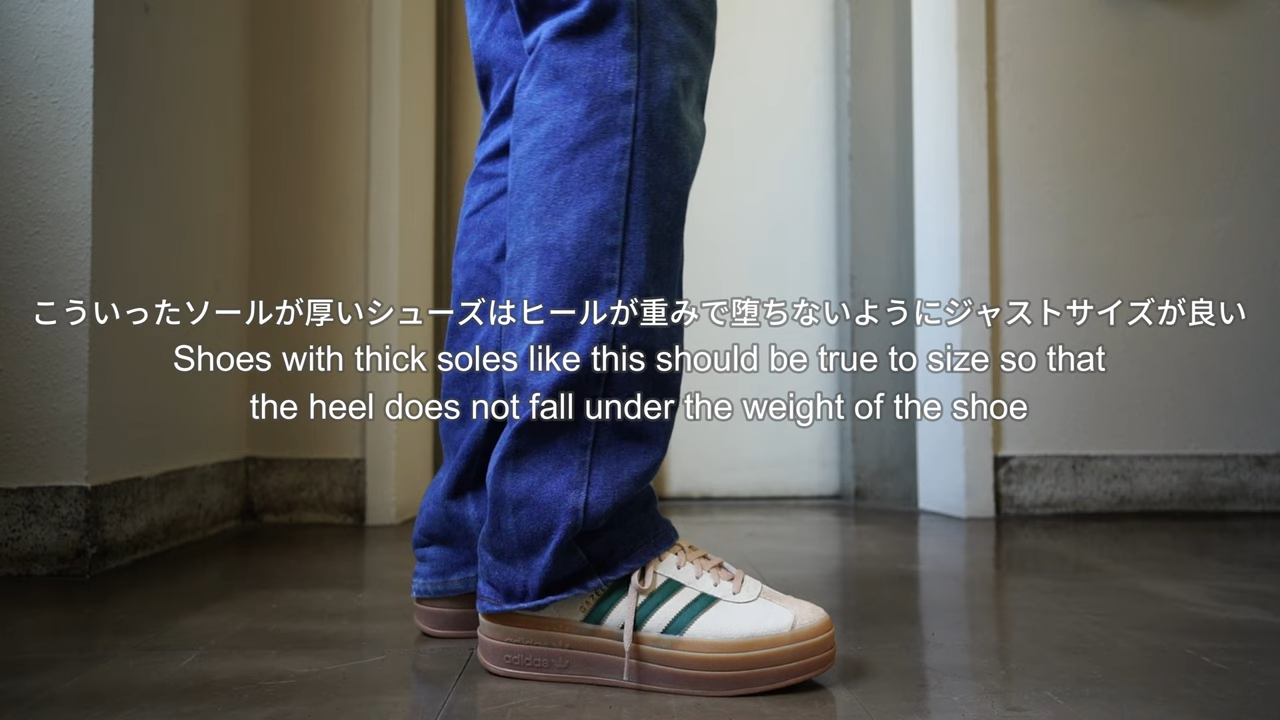 こういったソールが厚いシューズはヒールが重みで堕ちないようにジャストサイズが良い
Shoes with thick soles like this should be true to size so that
the heel does not fall under the weight of the shoe
adidas